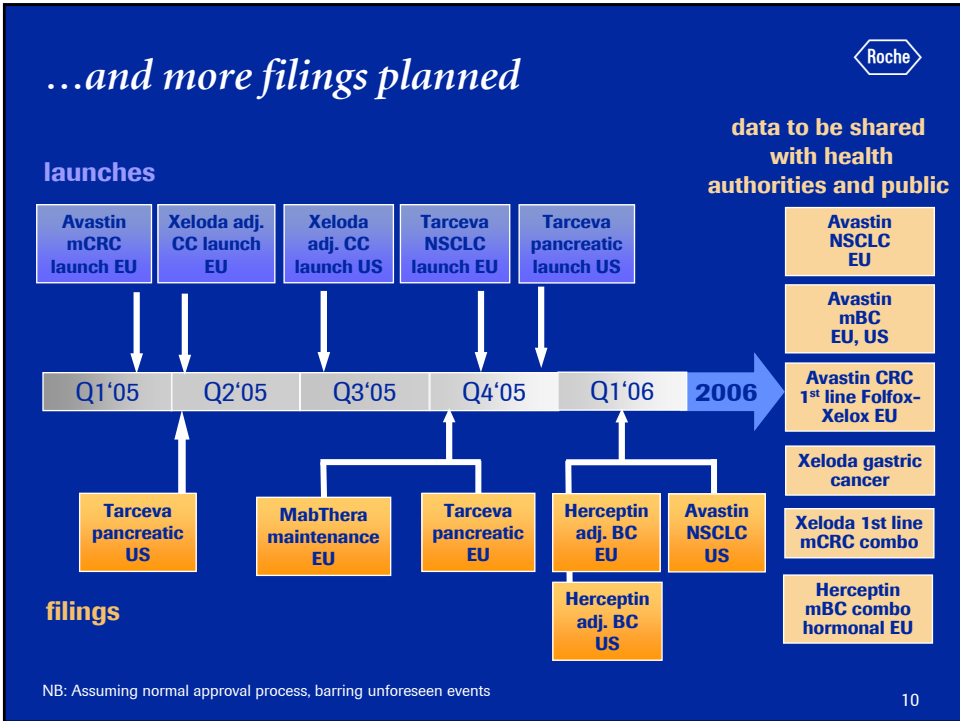 ...and more filings planned
Roche
data to be shared
with health
authorities and public
launches
Avastin
mCRC
launch EU
Xeloda adj.
CC launch
EU
Xeloda
adj. CC
launch US
Tarceva
NSCLC
launch EU
Tarceva
pancreatic
launch US
Q1‘05
Q2‘05
Q3‘05
Q4‘05
Q1‘06
2006
Tarceva
pancreatic
US
MabThera
maintenance
EU
Tarceva
pancreatic
EU
Herceptin
adj. BC
EU
Avastin
NSCLC
US
Herceptin
adj. BC
US
filings
Avastin
NSCLC
EU
Avastin
mBC
EU, US
Avastin CRC
1st line Folfox-
Xelox EU
Xeloda gastric
cancer
Xeloda 1st line
mCRC combo
Herceptin
mBC combo
hormonal EU
NB: Assuming normal approval process, barring unforeseen events
10